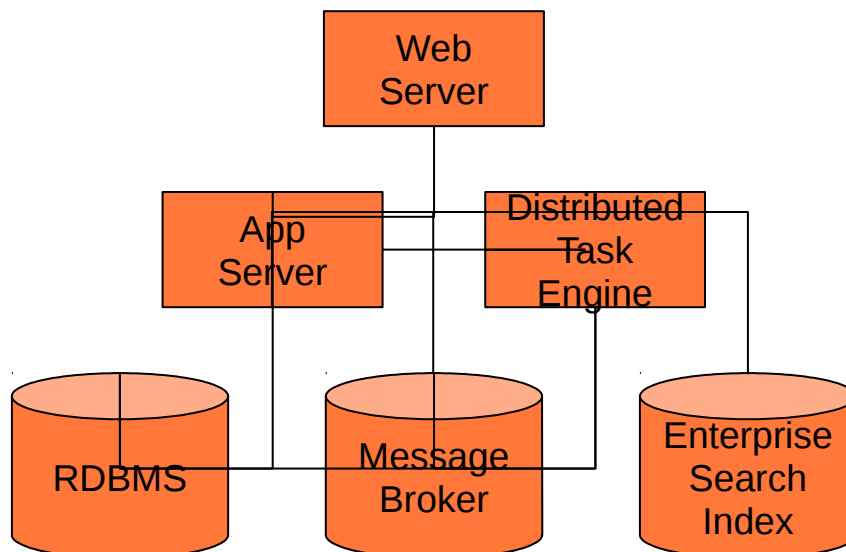 Web
Server
App
Server
Distributed
Task
Engine
RDBMS
Message
Broker
Enterprise
Search
Index